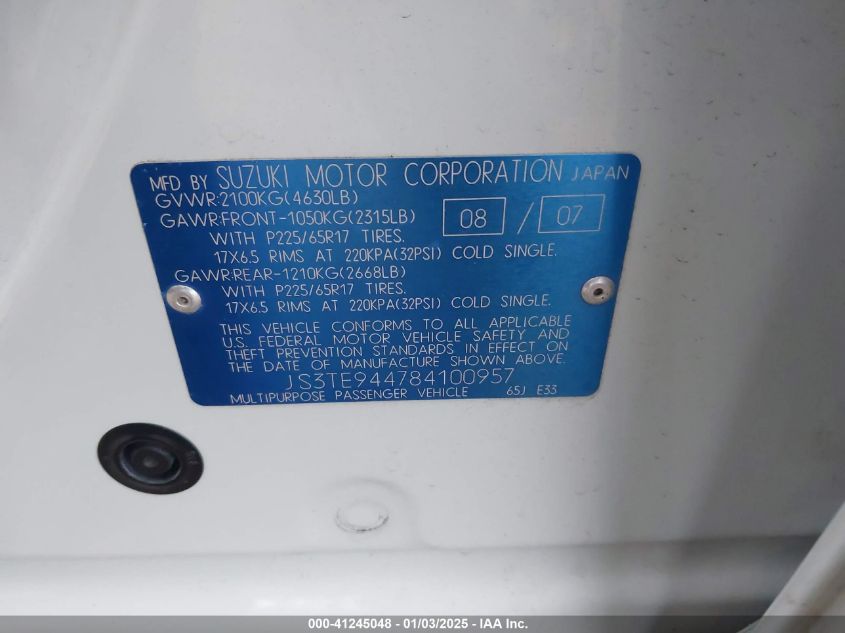 MFD BY SUZUKI MOTOR CORPORATION JAPAN
GVWR:2100KG(4630LB)
GAWR:FRONT-1050KG(2315LB) 08 / 07
WITH P225/65R17 TIRES.
17X6.5 RIMS AT 220KPA(32PSI) COLD SINGLE.
GAWR:REAR-1210KG(2668LB)
WITH P225/65R17 TIRES.
17X6.5 RIMS AT 220KPA(32PSI) COLD SINGLE.
THIS VEHICLE CONFORMS TO ALL APPLICABLE
U.S. FEDERAL MOTOR VEHICLE SAFETY AND
THEFT PREVENTION STANDARDS IN EFFECT ON
THE DATE OF MANUFACTURE SHOWN ABOVE.
JS3TE944784100957
MULTIPURPOSE PASSENGER VEHICLE 65J E33
000-41245048 - 01/03/2025 - IAA Inc.